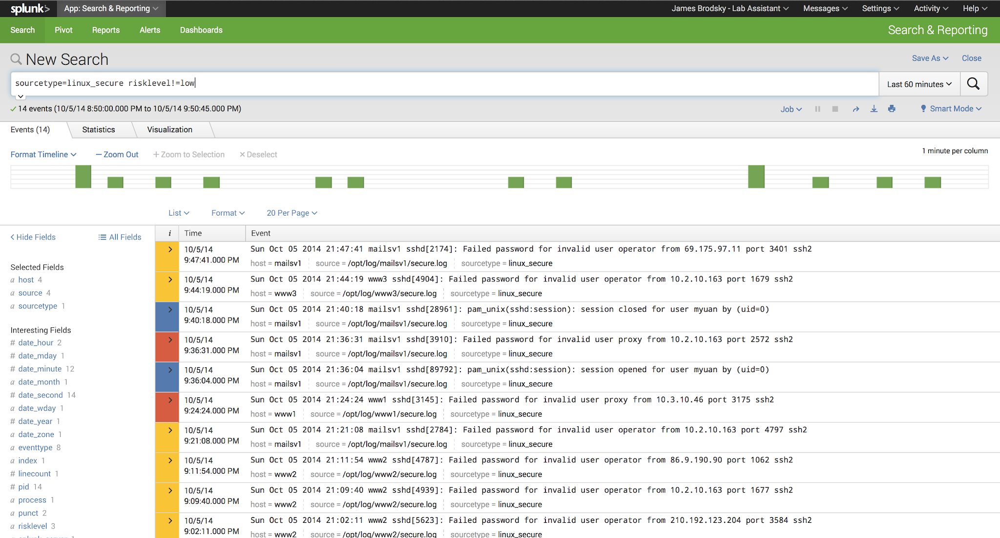 splunk> App: Search & Reporting James Brodsky - Lab Assistant Messages Settings Activity Help
Search Pivot Reports Alerts Dashboards Search & Reporting
New Search Save As Close
sourcetype=linux_secure risklevel!=low Last 60 minutes
14 events (10/5/14 8:50:00.000 PM to 10/5/14 9:50:45.000 PM) Job Smart Mode
Events (14) Statistics Visualization
Format Timeline — Zoom Out + Zoom to Selection × Deselect 1 minute per column
List Format 20 Per Page
< Hide Fields All Fields
Selected Fields
a host 4
a source 4
a sourcetype 1
Interesting Fields
# date_hour 2
# date_mday 1
# date_minute 12
a date_month 1
# date_second 14
a date_wday 1
# date_year 1
a date_zone 1
a eventtype 8
a index 1
# linecount 1
# pid 14
a process 1
a punct 2
a risklevel 3
i Time Event
10/5/14 Sun Oct 05 2014 21:47:41 mailsv1 sshd[2174]: Failed password for invalid user operator from 69.175.97.11 port 3401 ssh2
9:47:41.000 PM host = mailsv1 source = /opt/log/mailsv1/secure.log sourcetype = linux_secure
10/5/14 Sun Oct 05 2014 21:44:19 www3 sshd[4904]: Failed password for invalid user operator from 10.2.10.163 port 1679 ssh2
9:44:19.000 PM host = www3 source = /opt/log/www3/secure.log sourcetype = linux_secure
10/5/14 Sun Oct 05 2014 21:40:18 mailsv1 sshd[28961]: pam_unix(sshd:session): session closed for user myuan by (uid=0)
9:40:18.000 PM host = mailsv1 source = /opt/log/mailsv1/secure.log sourcetype = linux_secure
10/5/14 Sun Oct 05 2014 21:36:31 mailsv1 sshd[3910]: Failed password for invalid user proxy from 10.2.10.163 port 2572 ssh2
9:36:31.000 PM host = mailsv1 source = /opt/log/mailsv1/secure.log sourcetype = linux_secure
10/5/14 Sun Oct 05 2014 21:36:04 mailsv1 sshd[89792]: pam_unix(sshd:session): session opened for user myuan by (uid=0)
9:36:04.000 PM host = mailsv1 source = /opt/log/mailsv1/secure.log sourcetype = linux_secure
10/5/14 Sun Oct 05 2014 21:24:24 www1 sshd[3145]: Failed password for invalid user proxy from 10.3.10.46 port 3175 ssh2
9:24:24.000 PM host = www1 source = /opt/log/www1/secure.log sourcetype = linux_secure
10/5/14 Sun Oct 05 2014 21:21:08 mailsv1 sshd[2784]: Failed password for invalid user operator from 10.2.10.163 port 4797 ssh2
9:21:08.000 PM host = mailsv1 source = /opt/log/mailsv1/secure.log sourcetype = linux_secure
10/5/14 Sun Oct 05 2014 21:11:54 www2 sshd[4787]: Failed password for invalid user operator from 86.9.190.90 port 1062 ssh2
9:11:54.000 PM host = www2 source = /opt/log/www2/secure.log sourcetype = linux_secure
10/5/14 Sun Oct 05 2014 21:09:40 www2 sshd[4939]: Failed password for invalid user operator from 10.2.10.163 port 1677 ssh2
9:09:40.000 PM host = www2 source = /opt/log/www2/secure.log sourcetype = linux_secure
10/5/14 Sun Oct 05 2014 21:02:11 www2 sshd[5623]: Failed password for invalid user operator from 210.192.123.204 port 3584 ssh2
9:02:11.000 PM host = www2 source = /opt/log/www2/secure.log sourcetype = linux_secure